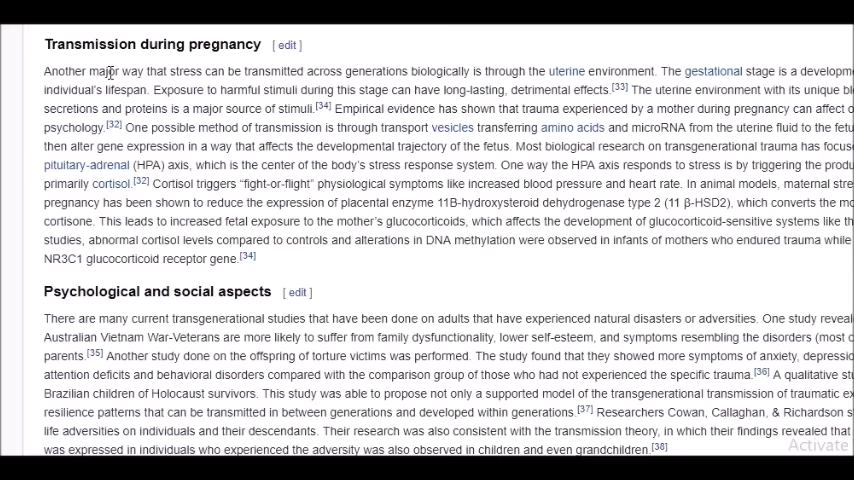 Transmission during pregnancy [ edit ]
Another major way that stress can be transmitted across generations biologically is through the uterine environment. The gestational stage is a developm
individual's lifespan. Exposure to harmful stimuli during this stage can have long-lasting, detrimental effects.[33] The uterine environment with its unique bl
secretions and proteins is a major source of stimuli.[34] Empirical evidence has shown that trauma experienced by a mother during pregnancy can affect o
psychology.[32] One possible method of transmission is through transport vesicles transferring amino acids and microRNA from the uterine fluid to the fetu
then alter gene expression in a way that affects the developmental trajectory of the fetus. Most biological research on transgenerational trauma has focus
pituitary-adrenal (HPA) axis, which is the center of the body's stress response system. One way the HPA axis responds to stress is by triggering the produ
primarily cortisol.[32] Cortisol triggers “fight-or-flight” physiological symptoms like increased blood pressure and heart rate. In animal models, maternal stre
pregnancy has been shown to reduce the expression of placental enzyme 11B-hydroxysteroid dehydrogenase type 2 (11 β-HSD2), which converts the mo
cortisone. This leads to increased fetal exposure to the mother's glucocorticoids, which affects the development of glucocorticoid-sensitive systems like th
studies, abnormal cortisol levels compared to controls and alterations in DNA methylation were observed in infants of mothers who endured trauma while
NR3C1 glucocorticoid receptor gene.[34]
Psychological and social aspects [ edit ]
There are many current transgenerational studies that have been done on adults that have experienced natural disasters or adversities. One study reveal
Australian Vietnam War-Veterans are more likely to suffer from family dysfunctionality, lower self-esteem, and symptoms resembling the disorders (most c
parents.[35] Another study done on the offspring of torture victims was performed. The study found that they showed more symptoms of anxiety, depressio
attention deficits and behavioral disorders compared with the comparison group of those who had not experienced the specific trauma.[36] A qualitative stu
Brazilian children of Holocaust survivors. This study was able to propose not only a supported model of the transgenerational transmission of traumatic ex
resilience patterns that can be transmitted in between generations and developed within generations.[37] Researchers Cowan, Callaghan, & Richardson s
life adversities on individuals and their descendants. Their research was also consistent with the transmission theory, in which their findings revealed that
was expressed in individuals who experienced the adversity was also observed in children and even grandchildren.[38]
Activate